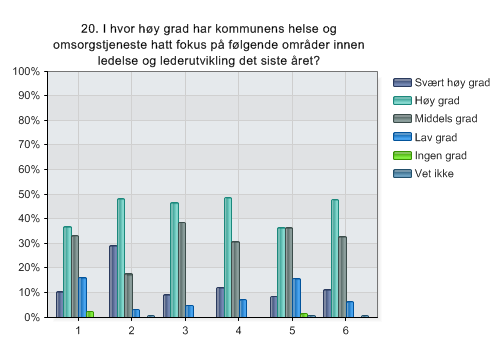 20. I hvor høy grad har kommunens helse og
omsorgstjeneste hatt fokus på følgende områder innen
ledelse og lederutvikling det siste året?
100%
90%
80%
70%
60%
50%
40%
30%
20%
10%
0%
1 2 3 4 5 6
Svært høy grad
Høy grad
Middels grad
Lav grad
Ingen grad
Vet ikke